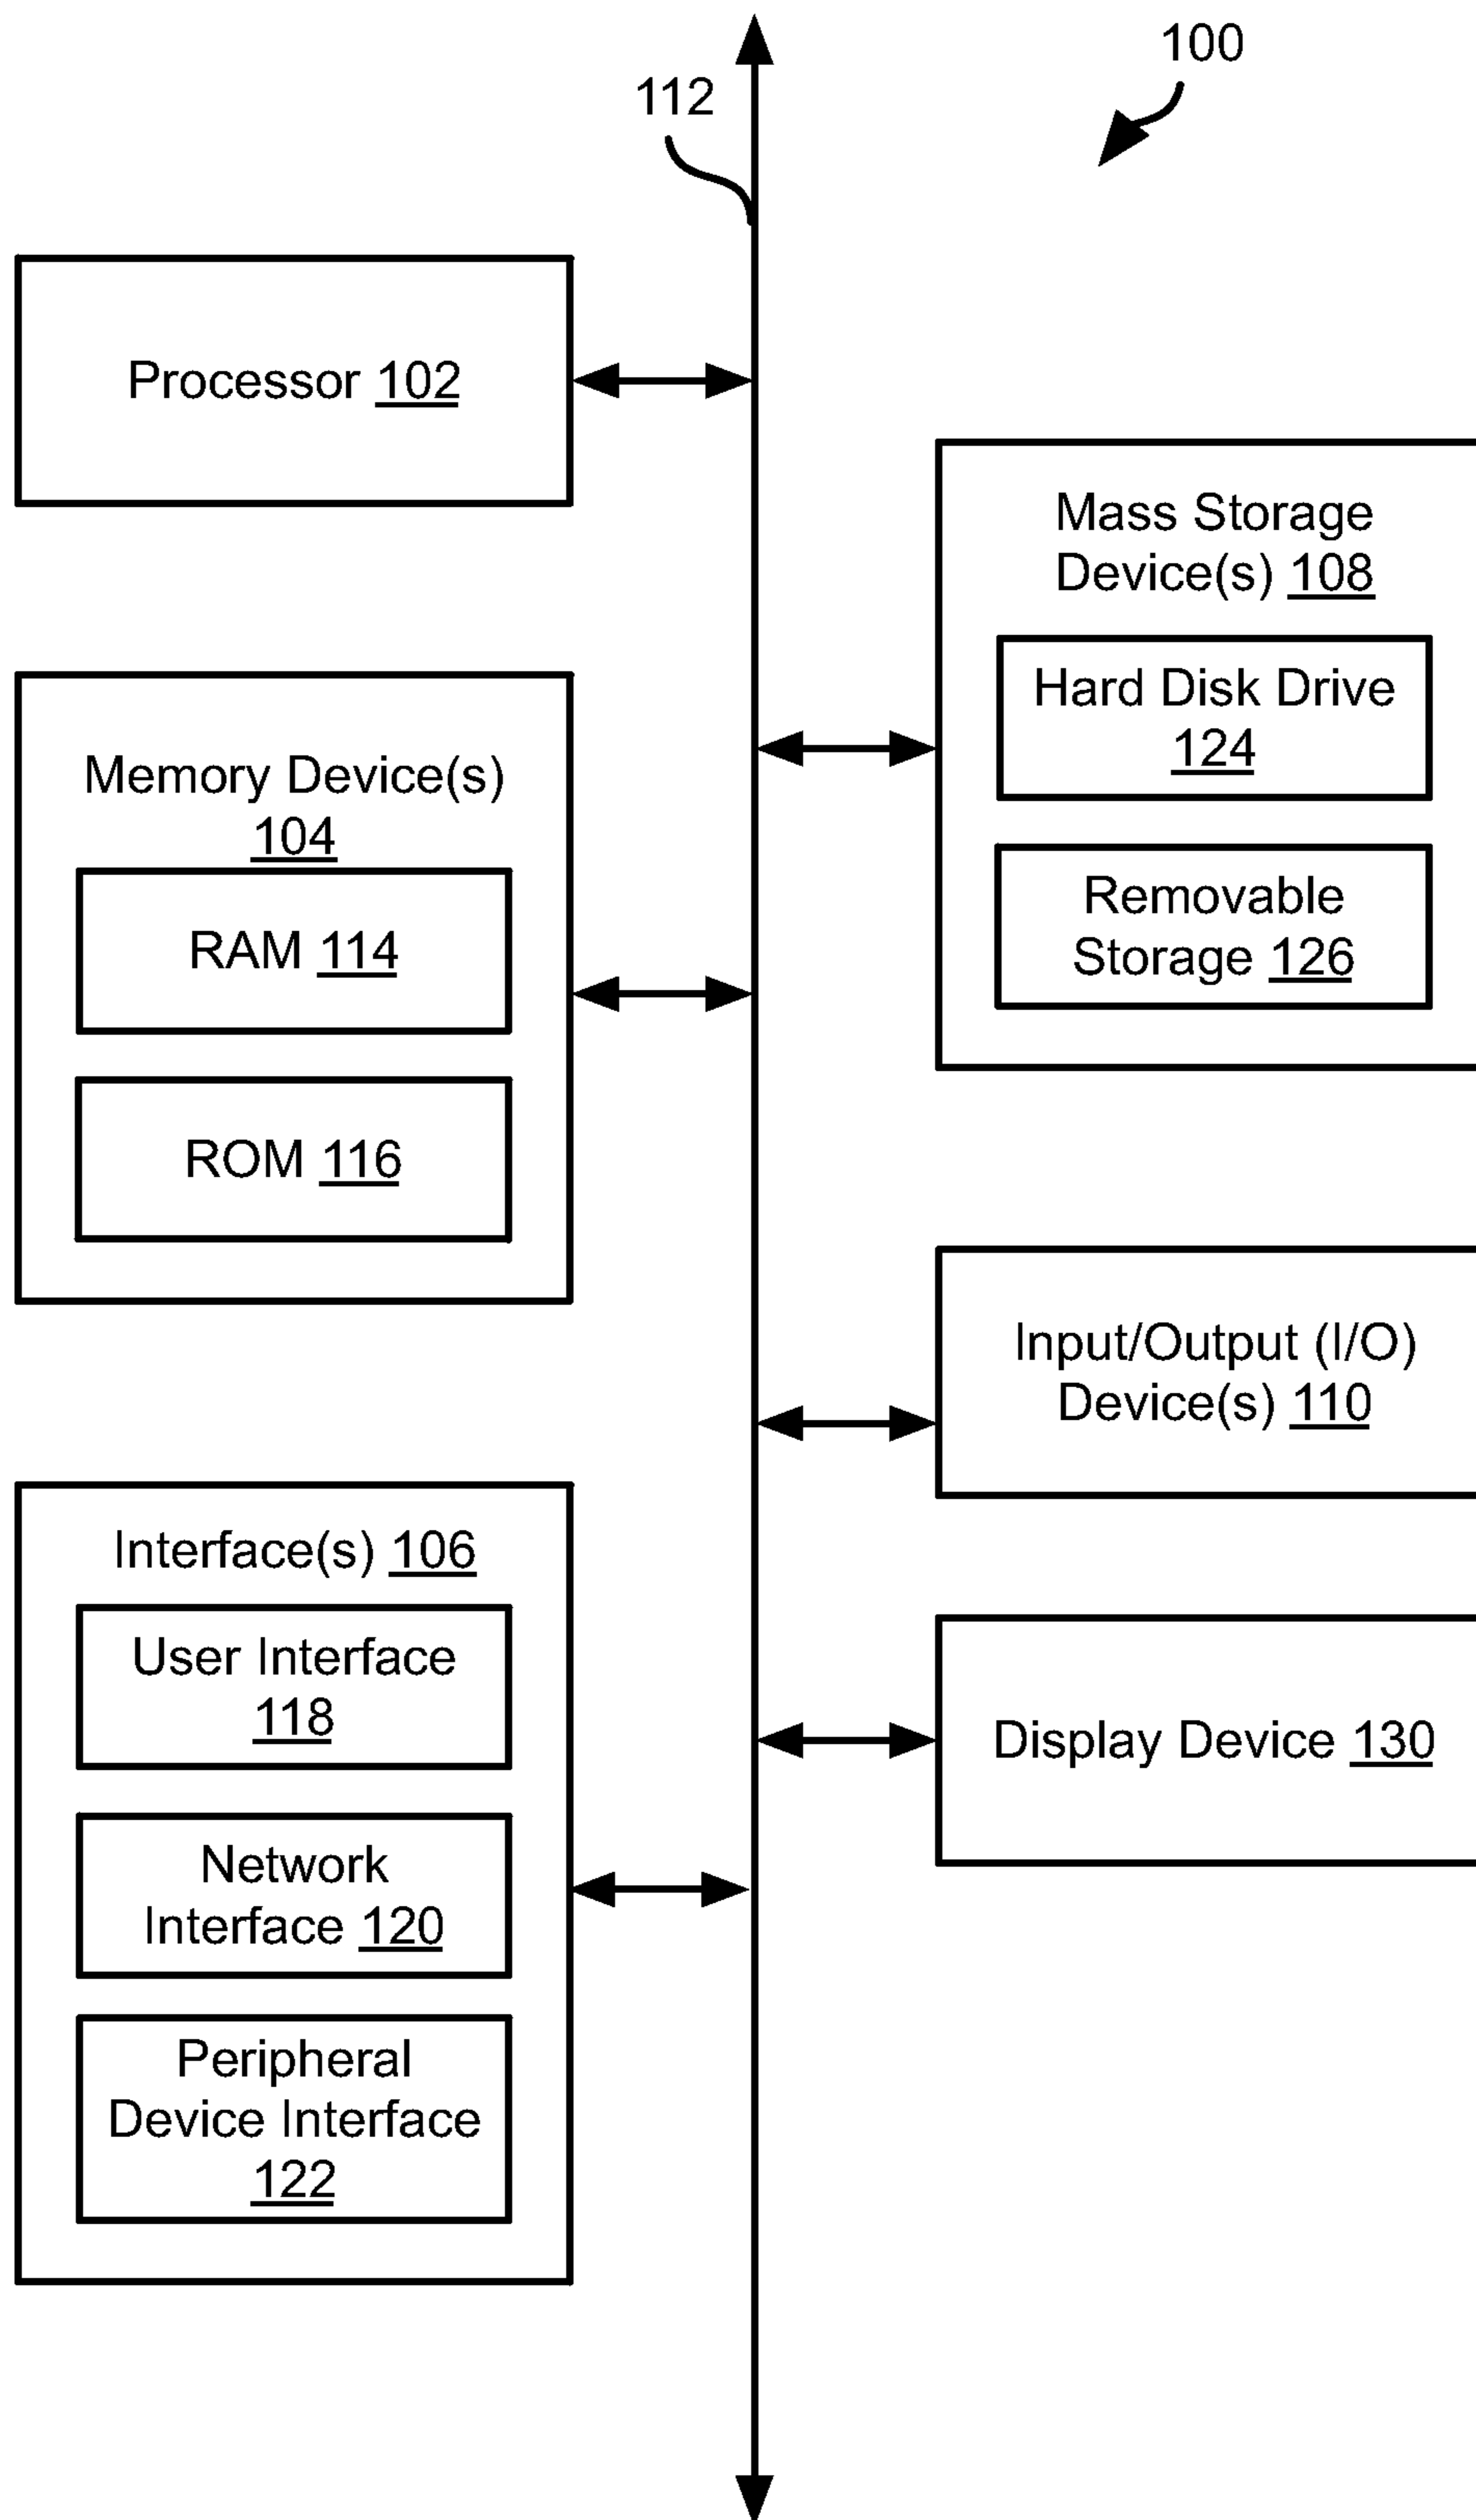 100
112
Processor 102
Mass Storage
Device(s) 108
Hard Disk Drive
124
Removable
Storage 126
Memory Device(s)
104
RAM 114
ROM 116
Input/Output (I/O)
Device(s) 110
Interface(s) 106
User Interface
118
Network
Interface 120
Peripheral
Device Interface
122
Display Device 130